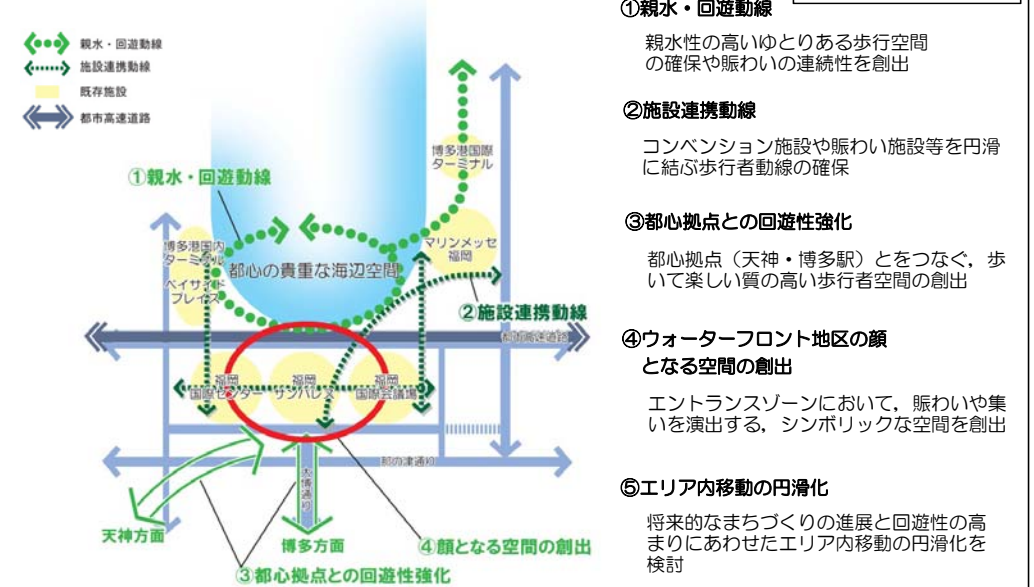 親水・回遊動線
施設連携動線
既存施設
都市高速道路
博多港国際
ターミナル
①親水・回遊動線
博多港国内
ターミナル
ベイサイド
プレイス
都心の貴重な海辺空間
マリンメッセ
福岡
②施設連携動線
都市高速道路
福岡
国際センター
福岡
サンパレス
福岡
国際会議場
那の津通り
大博通り
天神方面
博多方面
④顔となる空間の創出
③都心拠点との回遊性強化
①親水・回遊動線
親水性の高いゆとりある歩行空間
の確保や賑わいの連続性を創出
②施設連携動線
コンベンション施設や賑わい施設等を円滑
に結ぶ歩行者動線の確保
③都心拠点との回遊性強化
都心拠点（天神・博多駅）とをつなぐ，歩
いて楽しい質の高い歩行者空間の創出
④ウォーターフロント地区の顔
となる空間の創出
エントランスゾーンにおいて，賑わいや集
いを演出する，シンボリックな空間を創出
⑤エリア内移動の円滑化
将来的なまちづくりの進展と回遊性の高
まりにあわせたエリア内移動の円滑化を
検討